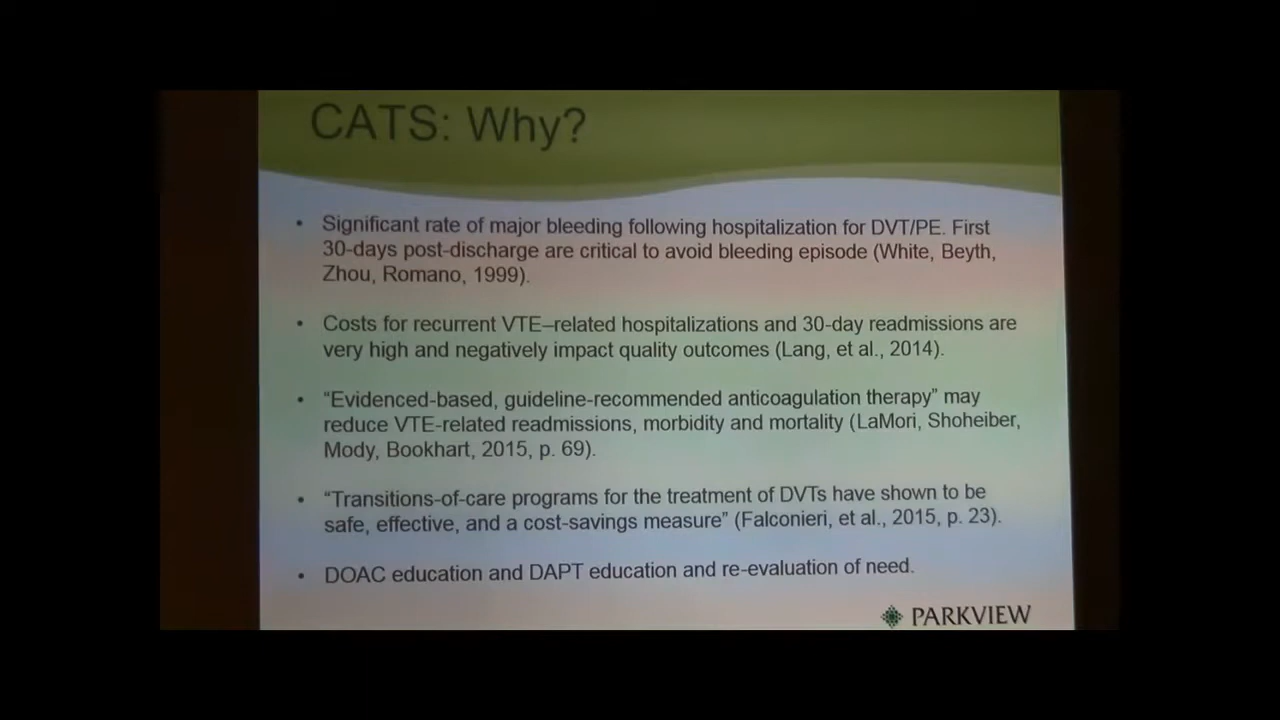 CATS: Why?
• Significant rate of major bleeding following hospitalization for DVT/PE. First
30-days post-discharge are critical to avoid bleeding episode (White, Beyth,
Zhou, Romano, 1999).
• Costs for recurrent VTE–related hospitalizations and 30-day readmissions are
very high and negatively impact quality outcomes (Lang, et al., 2014).
• “Evidenced-based, guideline-recommended anticoagulation therapy” may
reduce VTE-related readmissions, morbidity and mortality (LaMori, Shoheiber,
Mody, Bookhart, 2015, p. 69).
• “Transitions-of-care programs for the treatment of DVTs have shown to be
safe, effective, and a cost-savings measure” (Falconieri, et al., 2015, p. 23).
• DOAC education and DAPT education and re-evaluation of need.
PARKVIEW